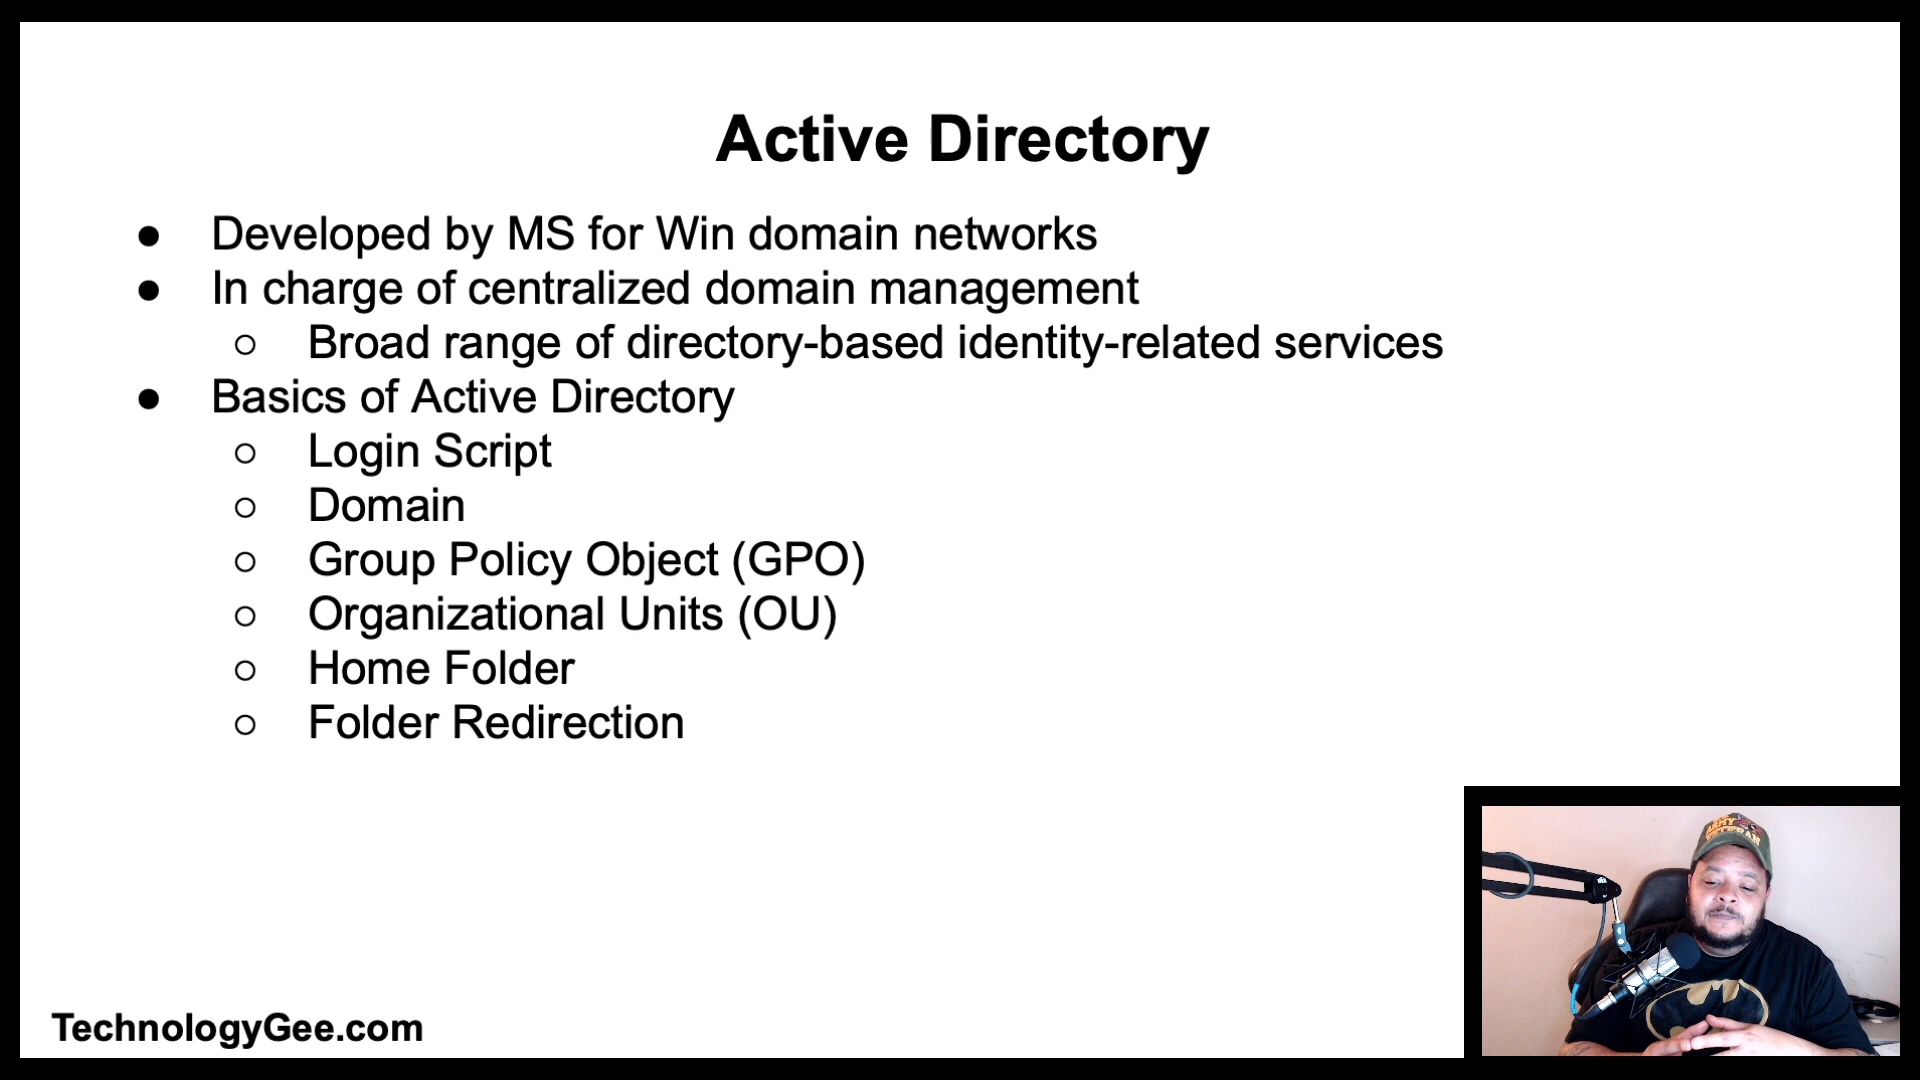 Active Directory
● Developed by MS for Win domain networks
● In charge of centralized domain management
○ Broad range of directory-based identity-related services
● Basics of Active Directory
○ Login Script
○ Domain
○ Group Policy Object (GPO)
○ Organizational Units (OU)
○ Home Folder
○ Folder Redirection
ARMY
VETERAN
TechnologyGee.com